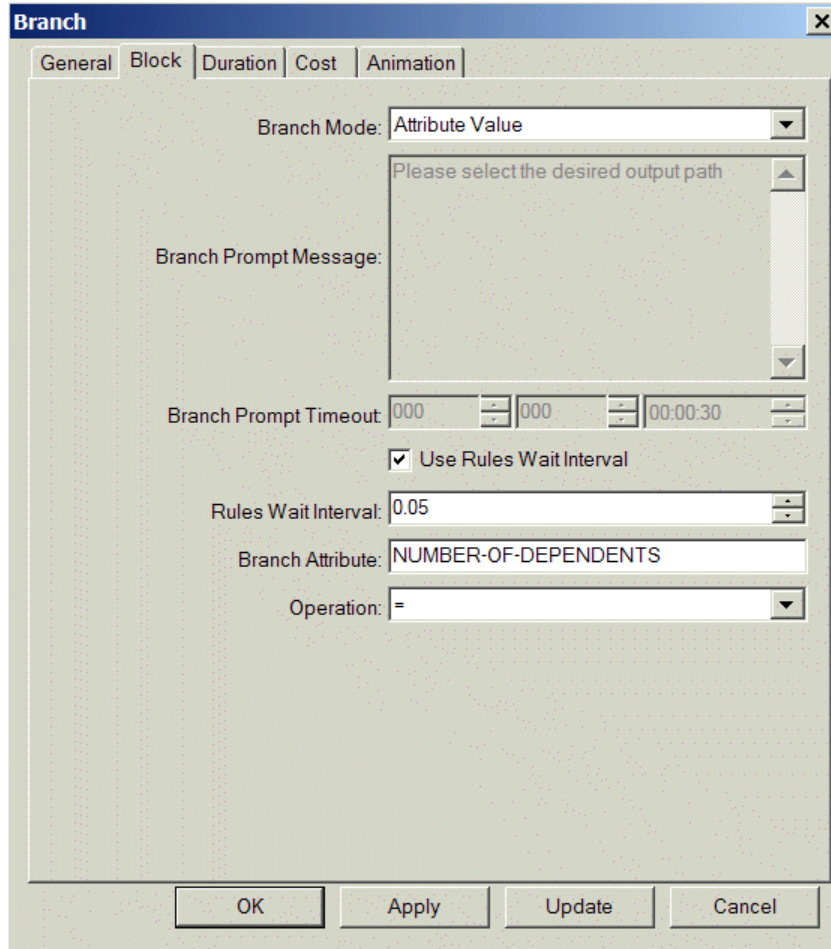 Branch
General Block Duration Cost Animation
Branch Mode: Attribute Value
Please select the desired output path
Branch Prompt Message:
Branch Prompt Timeout: 000 000 00:00:30
Use Rules Wait Interval
Rules Wait Interval: 0.05
Branch Attribute: NUMBER-OF-DEPENDENTS
Operation: =
OK Apply Update Cancel